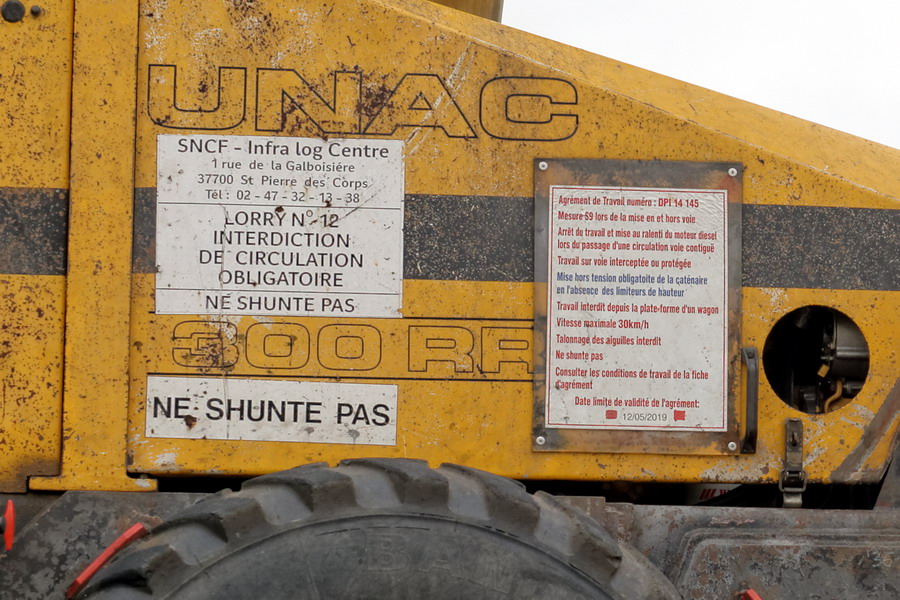 UNAC
SNCF - Infra log Centre
1 rue de la Galboisiére
37700 St Pierre des Corps
Tél : 02 - 47 - 32 - 13 - 38
LORRY N° 12
INTERDICTION
DE CIRCULATION
OBLIGATOIRE
NE SHUNTE PAS
300 RR
NE SHUNTE PAS
Agrément de Travail numéro : DPI 14 145
Mesure S9 lors de la mise en et hors voie
Arrêt du travail et mise au ralenti du moteur diesel
lors du passage d'une circulation voie contiguë
Travail sur voie interceptée ou protégée
Mise hors tension obligatoite de la caténaire
en l'absence des limiteurs de hauteur
Travail interdit depuis la plate-forme d'un wagon
Vitesse maximale 30km/h
Talonnage des aiguilles interdit
Ne shunte pas
Consulter les conditions de travail de la fiche
d'agrément
Date limite de validité de l'agrément:
12/05/2019